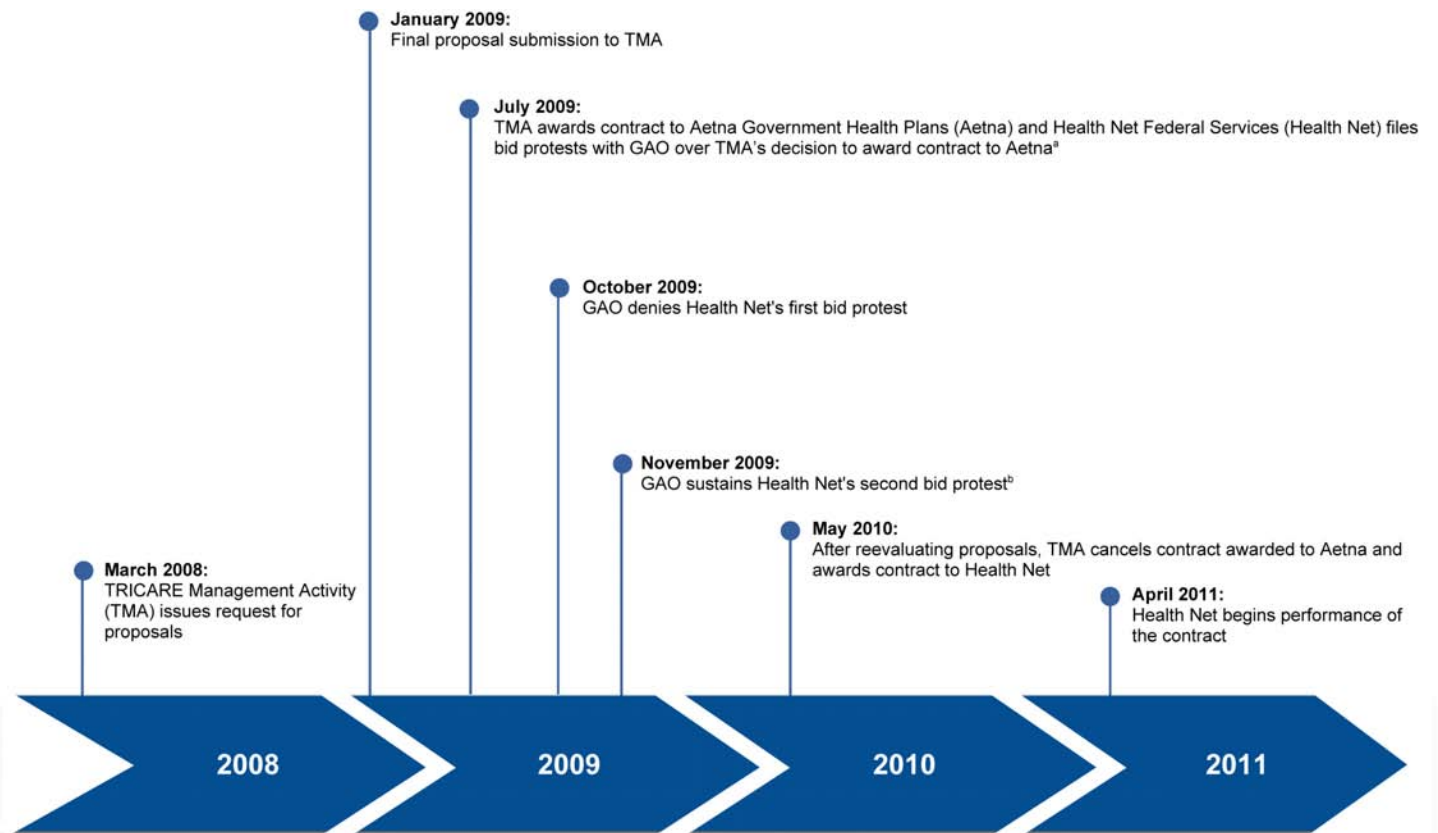 January 2009:
Final proposal submission to TMA
July 2009:
TMA awards contract to Aetna Government Health Plans (Aetna) and Health Net Federal Services (Health Net) files
bid protests with GAO over TMA's decision to award contract to Aetnaᵃ
October 2009:
GAO denies Health Net's first bid protest
November 2009:
GAO sustains Health Net's second bid protestᵇ
May 2010:
After reevaluating proposals, TMA cancels contract awarded to Aetna and
awards contract to Health Net
March 2008:
TRICARE Management Activity
(TMA) issues request for
proposals
April 2011:
Health Net begins performance of
the contract
2008
2009
2010
2011